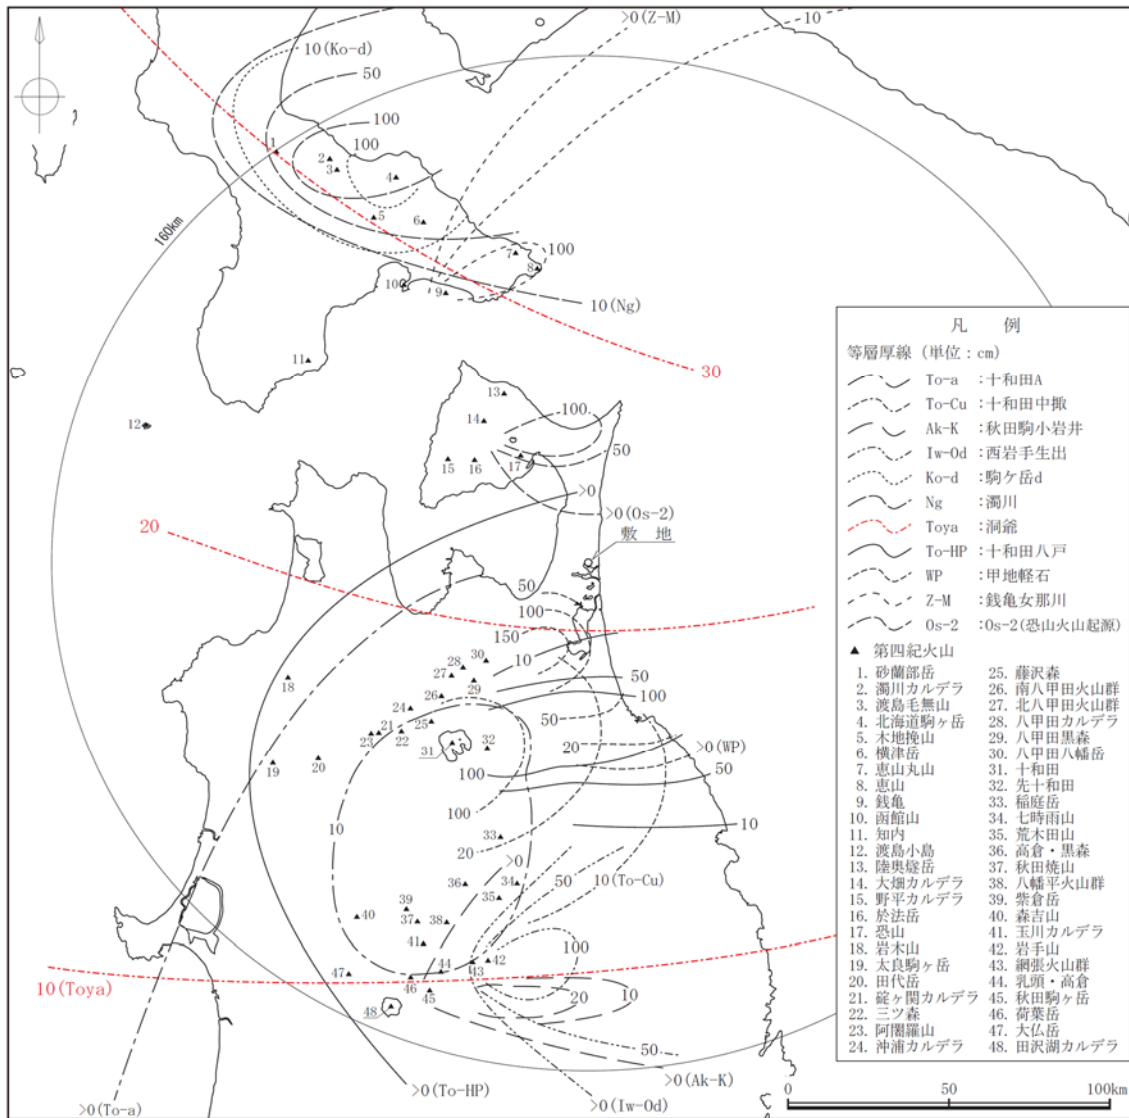 >0(Z-M)
10
10(Ko-d)
50
100
100
1
2
3
4
5
6
160km
7
8
100
100
9
10(Ng)
30
11
12
13
14
100
15
16
17
50
>0
>0(Os-2)
敷 地
20
50
100
150
10
30
28
27
29
50
100
18
26
24
25
50
21
23
22
31
32
20
>0(WP)
19
20
100
50
100
10
10
33
20
>0
36
34
50
10(To-Cu)
35
39
40
37
38
41
100
42
44
43
47
10(Toya)
46
45
20
10
48
50
>0(Ak-K)
>0(To-HP)
>0(Iw-Od)
>0(To-a)
凡 例
等層厚線 (単位:cm)
To-a :十和田A
To-Cu :十和田中掫
Ak-K :秋田駒小岩井
Iw-Od :西岩手生出
Ko-d :駒ケ岳d
Ng :濁川
Toya :洞爺
To-HP :十和田八戸
WP :甲地軽石
Z-M :銭亀女那川
Os-2 :Os-2(恐山火山起源)
▲ 第四紀火山
1. 砂蘭部岳
2. 濁川カルデラ
3. 渡島毛無山
4. 北海道駒ヶ岳
5. 木地挽山
6. 横津岳
7. 恵山丸山
8. 恵山
9. 銭亀
10. 函館山
11. 知内
12. 渡島小島
13. 陸奥燧岳
14. 大畑カルデラ
15. 野平カルデラ
16. 於法岳
17. 恐山
18. 岩木山
19. 太良駒ヶ岳
20. 田代岳
21. 碇ヶ関カルデラ
22. 三ツ森
23. 阿闍羅山
24. 沖浦カルデラ
25. 藤沢森
26. 南八甲田火山群
27. 北八甲田火山群
28. 八甲田カルデラ
29. 八甲田黒森
30. 八甲田八幡岳
31. 十和田
32. 先十和田
33. 稲庭岳
34. 七時雨山
35. 荒木田山
36. 高倉・黒森
37. 秋田焼山
38. 八幡平火山群
39. 柴倉岳
40. 森吉山
41. 玉川カルデラ
42. 岩手山
43. 網張火山群
44. 乳頭・高倉
45. 秋田駒ヶ岳
46. 荷葉岳
47. 大仏岳
48. 田沢湖カルデラ
0
50
100km